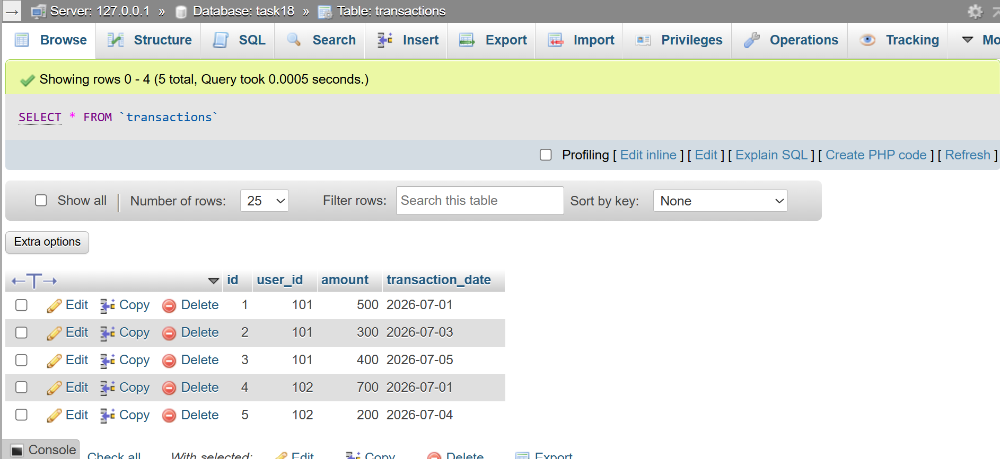 → Server: 127.0.0.1 » Database: task18 » Table: transactions
Browse Structure SQL Search Insert Export Import Privileges Operations Tracking
Showing rows 0 - 4 (5 total, Query took 0.0005 seconds.)
SELECT * FROM `transactions`
Profiling [ Edit inline ] [ Edit ] [ Explain SQL ] [ Create PHP code ] [ Refresh ]
Show all Number of rows: 25 Filter rows: Search this table Sort by key: None
Extra options
←T→ id user_id amount transaction_date
Edit Copy Delete 1 101 500 2026-07-01
Edit Copy Delete 2 101 300 2026-07-03
Edit Copy Delete 3 101 400 2026-07-05
Edit Copy Delete 4 102 700 2026-07-01
Edit Copy Delete 5 102 200 2026-07-04
Console Check all With selected: Edit Copy Delete Export